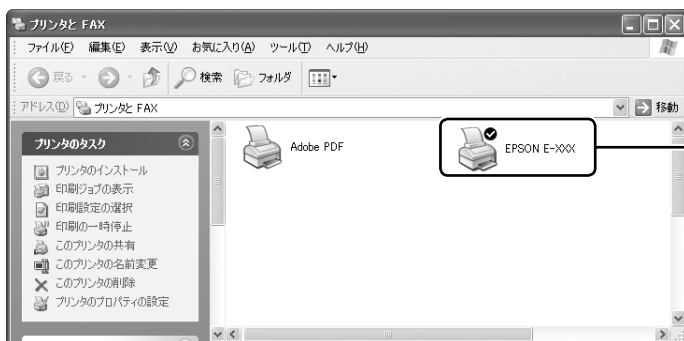 プリンタと FAX
ファイル(F) 編集(E) 表示(V) お気に入り(A) ツール(T) ヘルプ(H)
戻る 検索 フォルダ
アドレス(D) プリンタと FAX 移動
プリンタのタスク
プリンタのインストール
印刷ジョブの表示
印刷設定の選択
印刷の一時停止
このプリンタの共有
このプリンタの名前変更
このプリンタの削除
プリンタのプロパティの設定
Adobe PDF
EPSON E-XXX